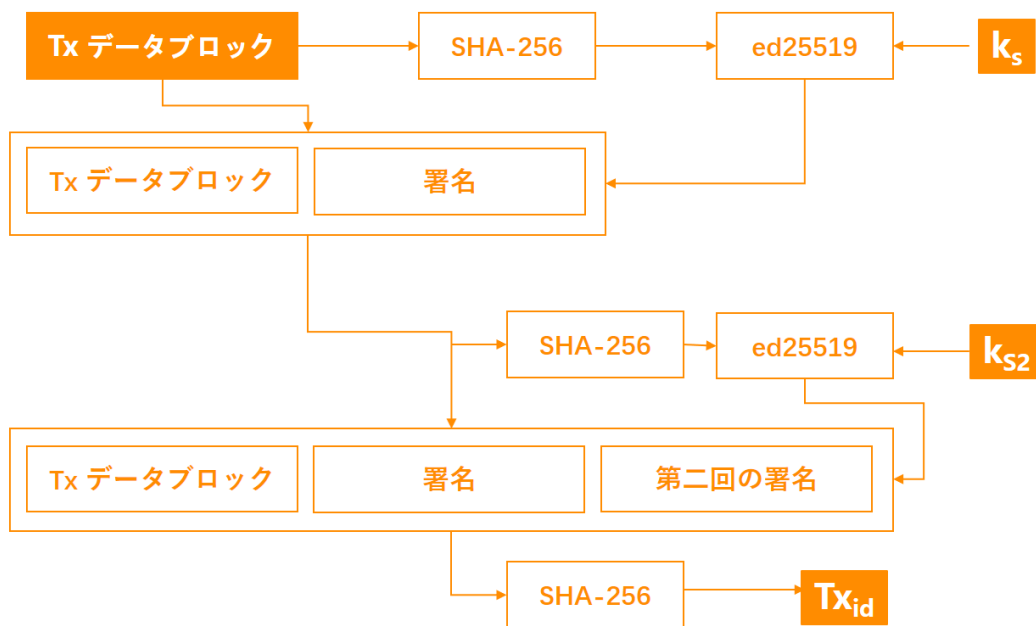 Tx データブロック
SHA-256
ed25519
ks
Tx データブロック
署名
SHA-256
ed25519
kS2
Tx データブロック
署名
第二回の署名
SHA-256
Txid